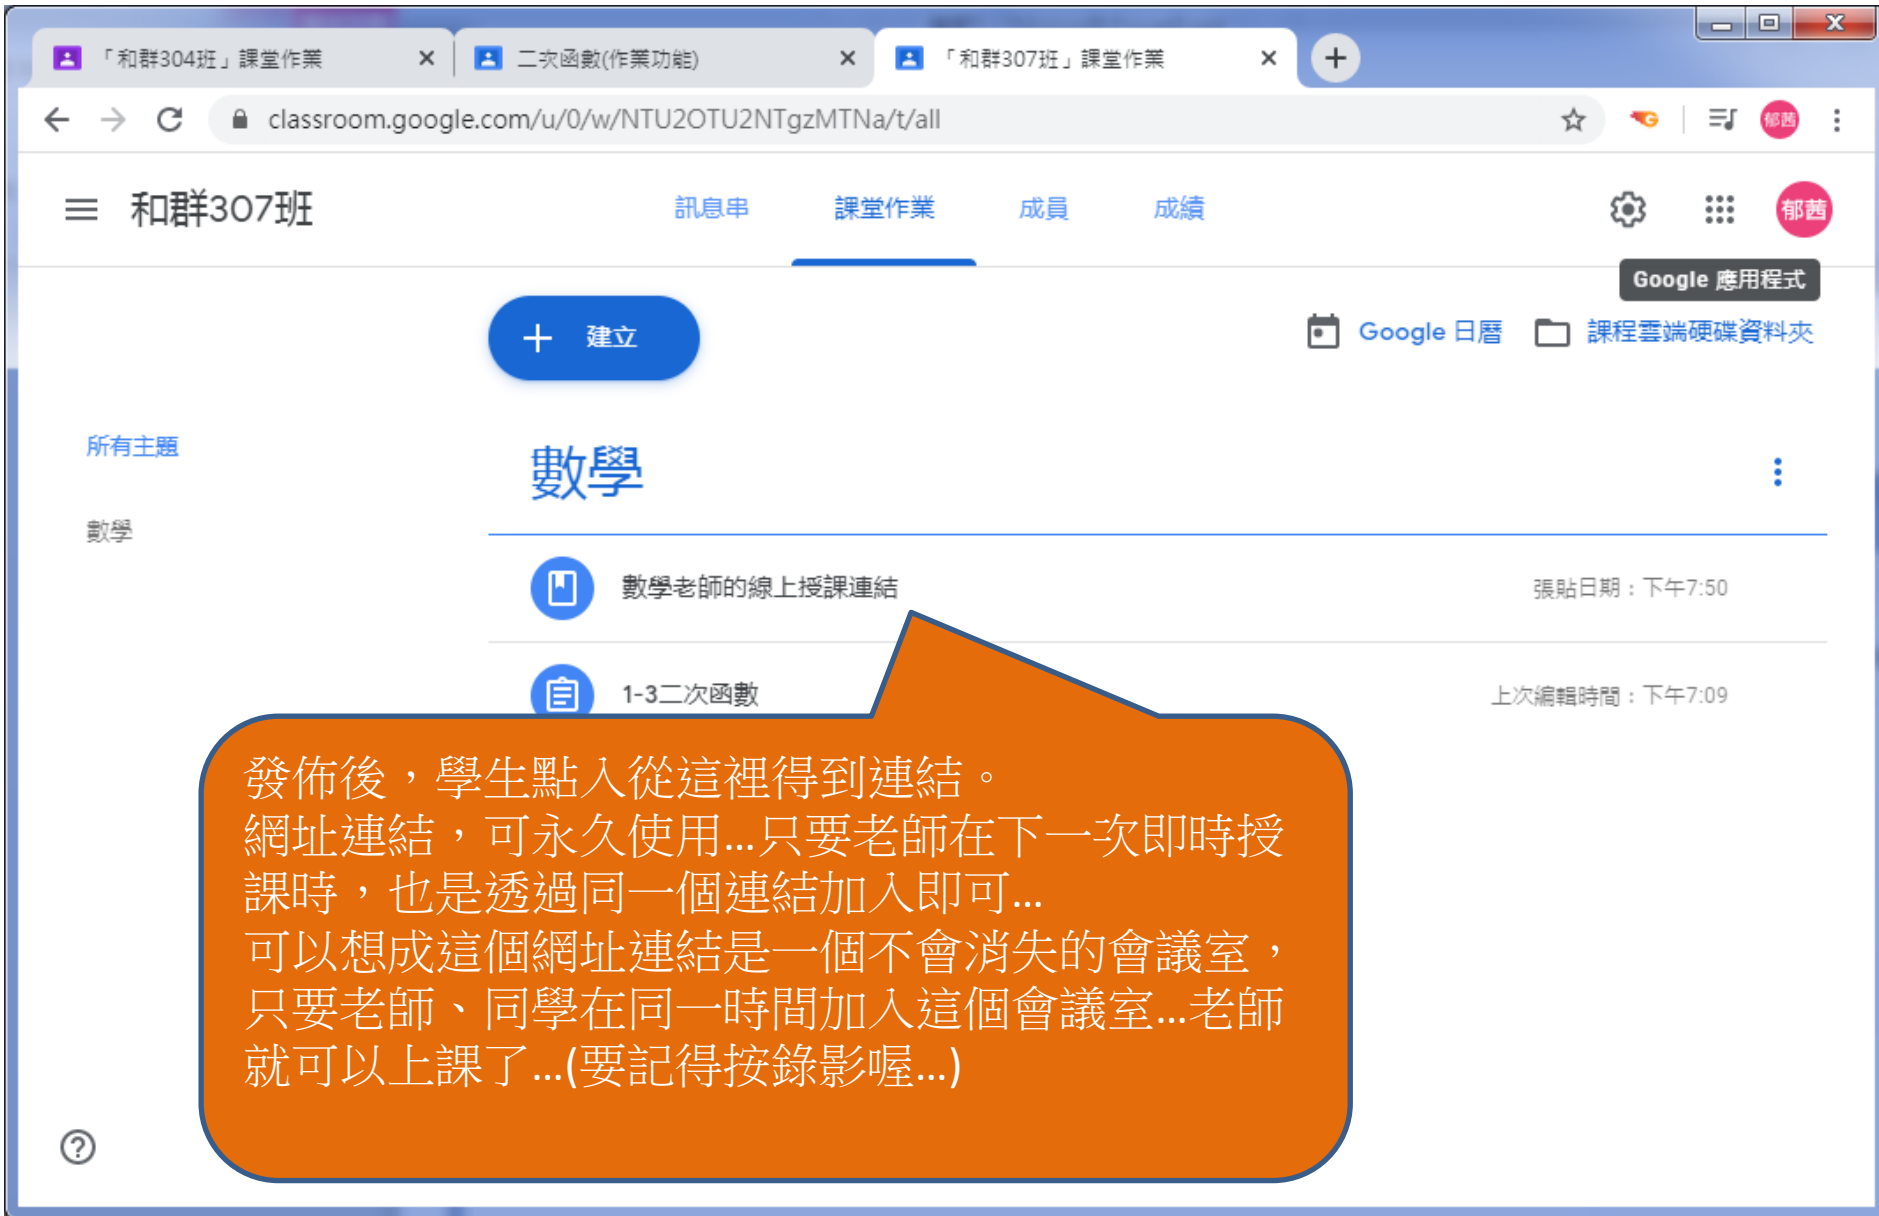 「和群304班」課堂作業
二次函數(作業功能)
「和群307班」課堂作業
classroom.google.com/u/0/w/NTU2OTU2NTgzMTNa/t/all
郁茜
和群307班
訊息串
課堂作業
成員
成績
郁茜
Google 應用程式
建立
Google 日曆
課程雲端硬碟資料夾
所有主題
數學
數學
數學老師的線上授課連結
張貼日期：下午7:50
1-3二次函數
上次編輯時間：下午7:09
發佈後，學生點入從這裡得到連結。
網址連結，可永久使用...只要老師在下一次即時授
課時，也是透過同一個連結加入即可...
可以想成這個網址連結是一個不會消失的會議室，
只要老師、同學在同一時間加入這個會議室...老師
就可以上課了...(要記得按錄影喔...)